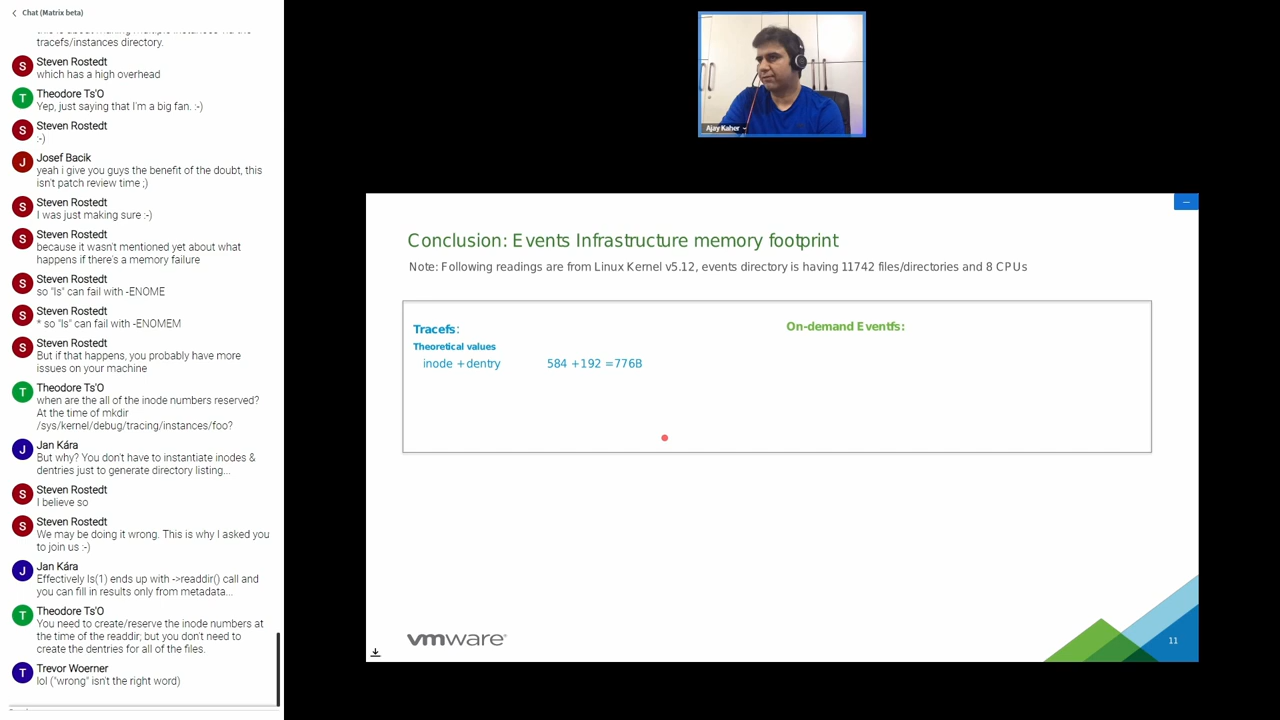 Chat (Matrix beta)
tracefs/instances directory.
Steven Rostedt
which has a high overhead
Theodore Ts'O
Yep, just saying that I'm a big fan. :-)
Steven Rostedt
:-)
Josef Bacik
yeah i give you guys the benefit of the doubt, this
isn't patch review time ;)
Steven Rostedt
I was just making sure :-)
Steven Rostedt
because it wasn't mentioned yet about what
happens if there's a memory failure
Steven Rostedt
so "ls" can fail with -ENOME
Steven Rostedt
* so "ls" can fail with -ENOMEM
Steven Rostedt
But if that happens, you probably have more
issues on your machine
Theodore Ts'O
when are the all of the inode numbers reserved?
At the time of mkdir
/sys/kernel/debug/tracing/instances/foo?
Jan Kára
But why? You don't have to instantiate inodes &
dentries just to generate directory listing...
Steven Rostedt
I believe so
Steven Rostedt
We may be doing it wrong. This is why I asked you
to join us :-)
Jan Kára
Effectively ls(1) ends up with ->readdir() call and
you can fill in results only from metadata...
Theodore Ts'O
You need to create/reserve the inode numbers at
the time of the readdir; but you don't need to
create the dentries for all of the files.
Trevor Woerner
lol ("wrong" isn't the right word)
Ajay Kaher
Conclusion: Events Infrastructure memory footprint
Note: Following readings are from Linux Kernel v5.12, events directory is having 11742 files/directories and 8 CPUs
Tracefs:
Theoretical values
inode +dentry 584 +192 =776B
On-demand Eventfs:
vmware®
11